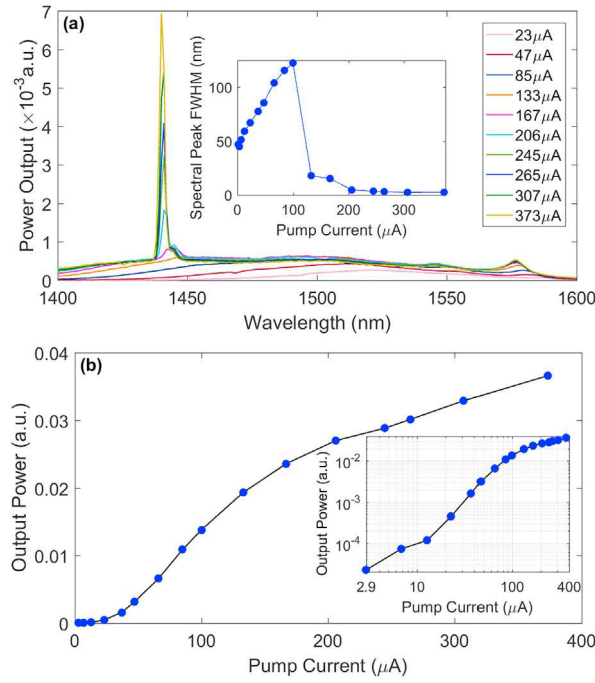 (a)
7
6
5
4
3
2
1
0
Power Output (×10⁻³a.u.)
1400
1450
1500
1550
1600
Wavelength (nm)
Spectral Peak FWHM (nm)
100
50
0
0
100
200
300
Pump Current (μA)
23μA
47μA
85μA
133μA
167μA
206μA
245μA
265μA
307μA
373μA
(b)
0.04
0.03
0.02
0.01
0
Output Power (a.u.)
0
100
200
300
400
Pump Current (μA)
Output Power (a.u.)
10⁻²
10⁻³
10⁻⁴
2.9
10
100
400
Pump Current (μA)